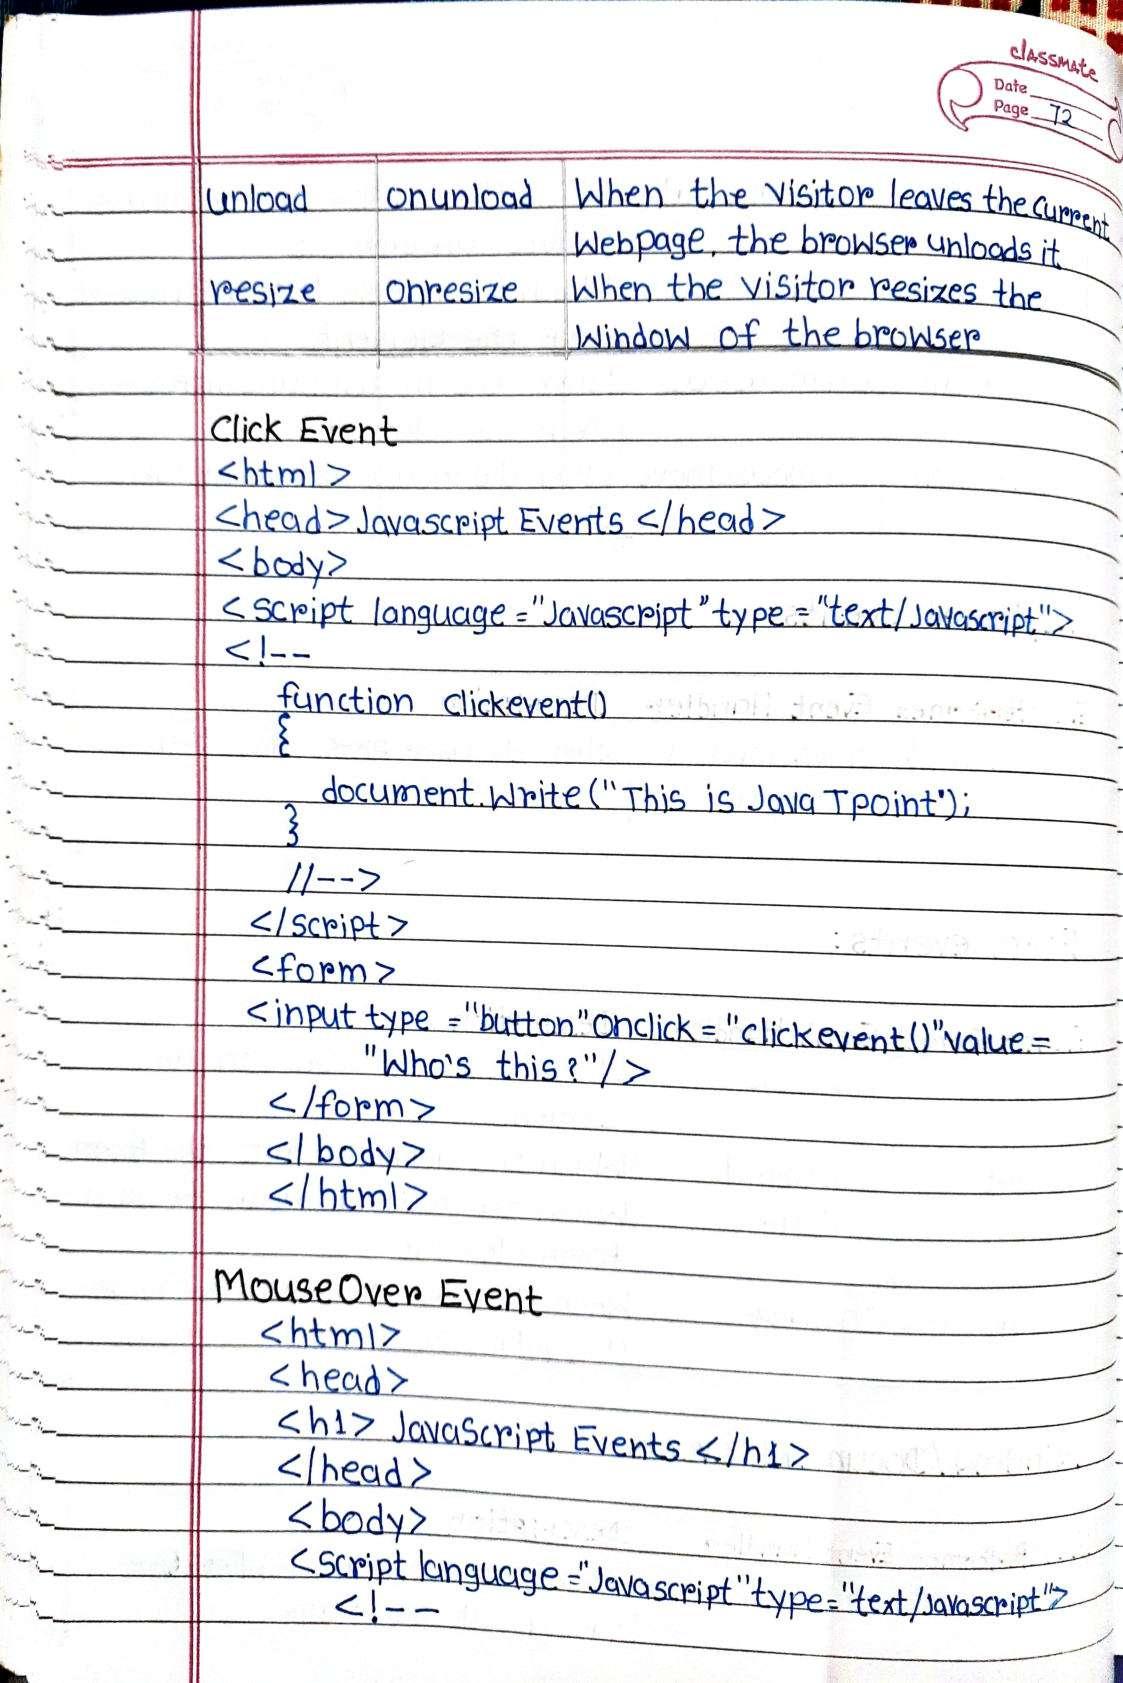 classmate
Date
Page 72
unload onunload When the visitor leaves the current
Webpage, the browser unloads it
resize onresize When the visitor resizes the
Window of the browser
Click Event
<html>
<head> Javascript Events </head>
<body>
<script language ="Javascript" type = "text/Javascript">
<!--
function clickevent()
{
document.Write ("This is Java Tpoint");
}
//-->
</script>
<form>
<input type ="button" onclick = "clickevent()" value =
"Who's this?"/>
</form>
</body>
</html>
MouseOver Event
<html>
<head>
<h1> JavaScript Events </h1>
</head>
<body>
<script language ="Javascript" type="text/Javascript">
<!--